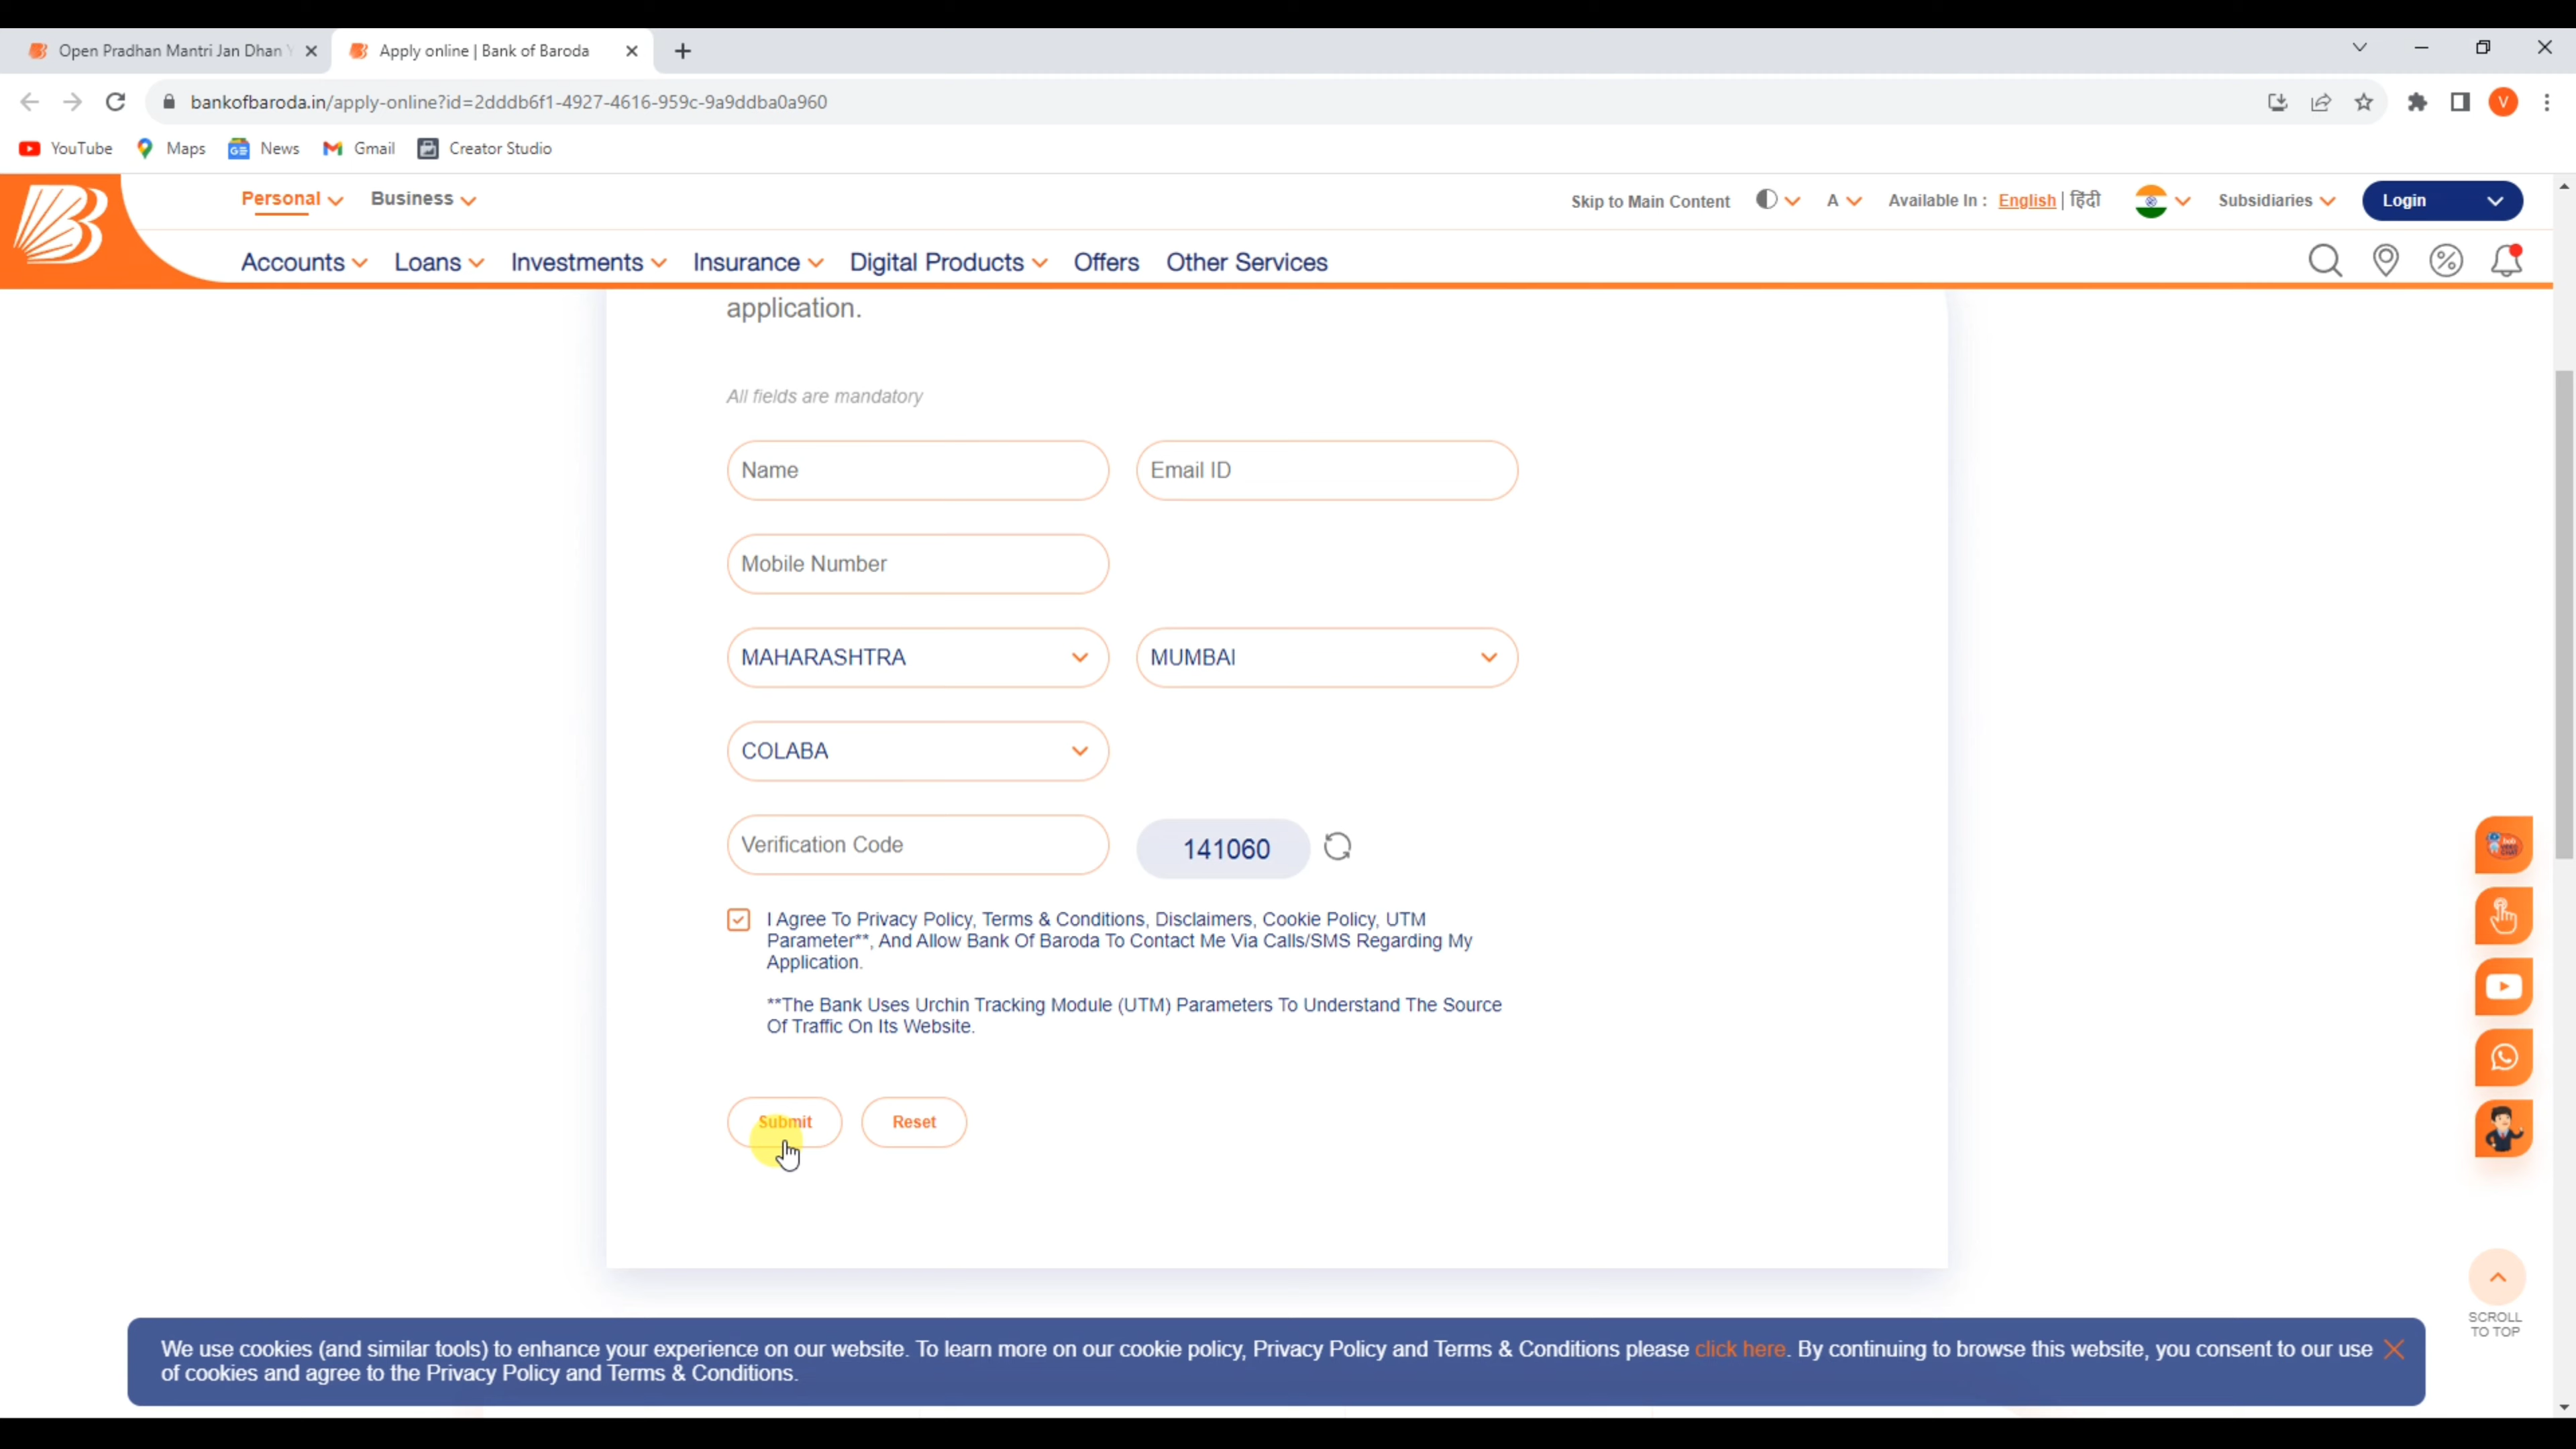 Open Pradhan Mantri Jan Dhan Y
Apply online | Bank of Baroda
bankofbaroda.in/apply-online?id=2dddb6f1-4927-4616-959c-9a9ddba0a960
V
YouTube
Maps
News
Gmail
Creator Studio
Personal
Business
Skip to Main Content
A
Available In :
English | हिंदी
Subsidiaries
Login
Accounts
Loans
Investments
Insurance
Digital Products
Offers
Other Services
application.
All fields are mandatory
Name
Email ID
Mobile Number
MAHARASHTRA
MUMBAI
COLABA
Verification Code
141060
I Agree To Privacy Policy, Terms & Conditions, Disclaimers, Cookie Policy, UTM
Parameter**, And Allow Bank Of Baroda To Contact Me Via Calls/SMS Regarding My
Application.
**The Bank Uses Urchin Tracking Module (UTM) Parameters To Understand The Source
Of Traffic On Its Website.
Submit
Reset
SCROLL
TO TOP
We use cookies (and similar tools) to enhance your experience on our website. To learn more on our cookie policy, Privacy Policy and Terms & Conditions please click here. By continuing to browse this website, you consent to our use
of cookies and agree to the Privacy Policy and Terms & Conditions.